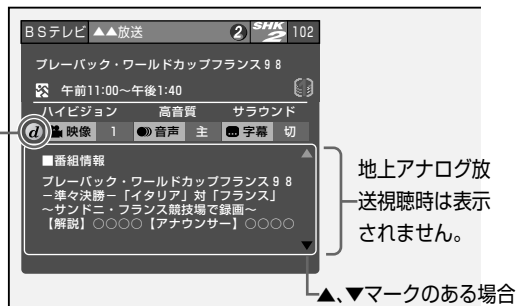 BSテレビ ▲▲放送 2 SHK 2 102
プレーバック・ワールドカップフランス98
午前11:00~午後1:40
ハイビジョン 高音質 サラウンド
d 映像 1 音声 主 字幕 切
■番組情報
プレーバック・ワールドカップフランス98
−準々決勝−「イタリア」対「フランス」
~サンドニ・フランス競技場で録画~
【解説】○○○○【アナウンサー】○○○○
地上アナログ放
送視聴時は表示
されません。
▲、▼マークのある場合